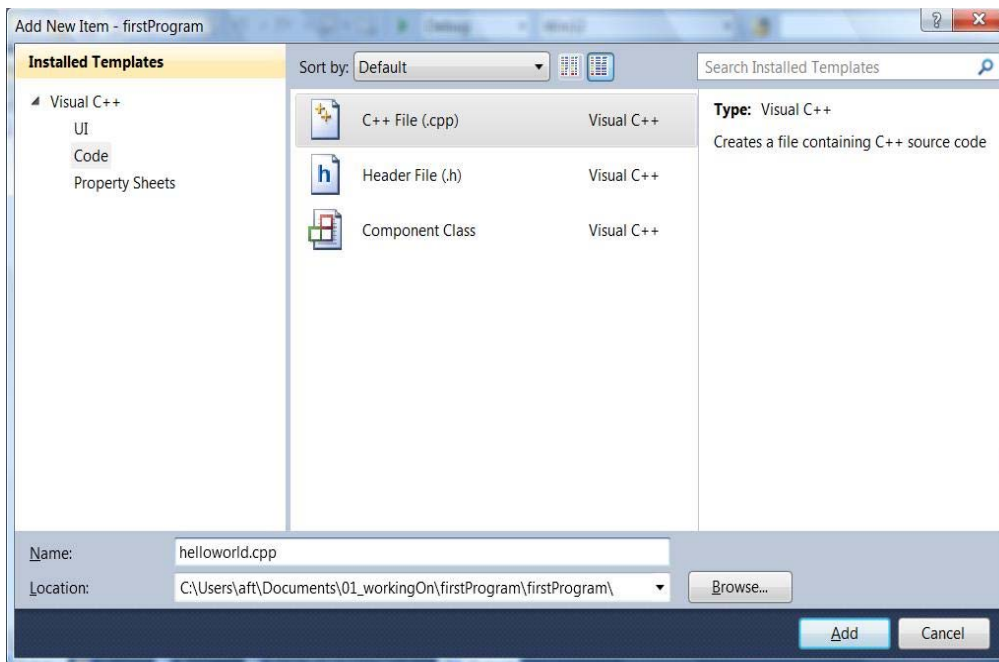 Add New Item - firstProgram
Debug
Win32
Installed Templates
Sort by: Default
Search Installed Templates
Visual C++
UI
Code
Property Sheets
C++ File (.cpp) Visual C++
Header File (.h) Visual C++
Component Class Visual C++
Type: Visual C++
Creates a file containing C++ source code
Name: helloworld.cpp
Location: C:\Users\aft\Documents\01_workingOn\firstProgram\firstProgram\
Browse...
Add
Cancel